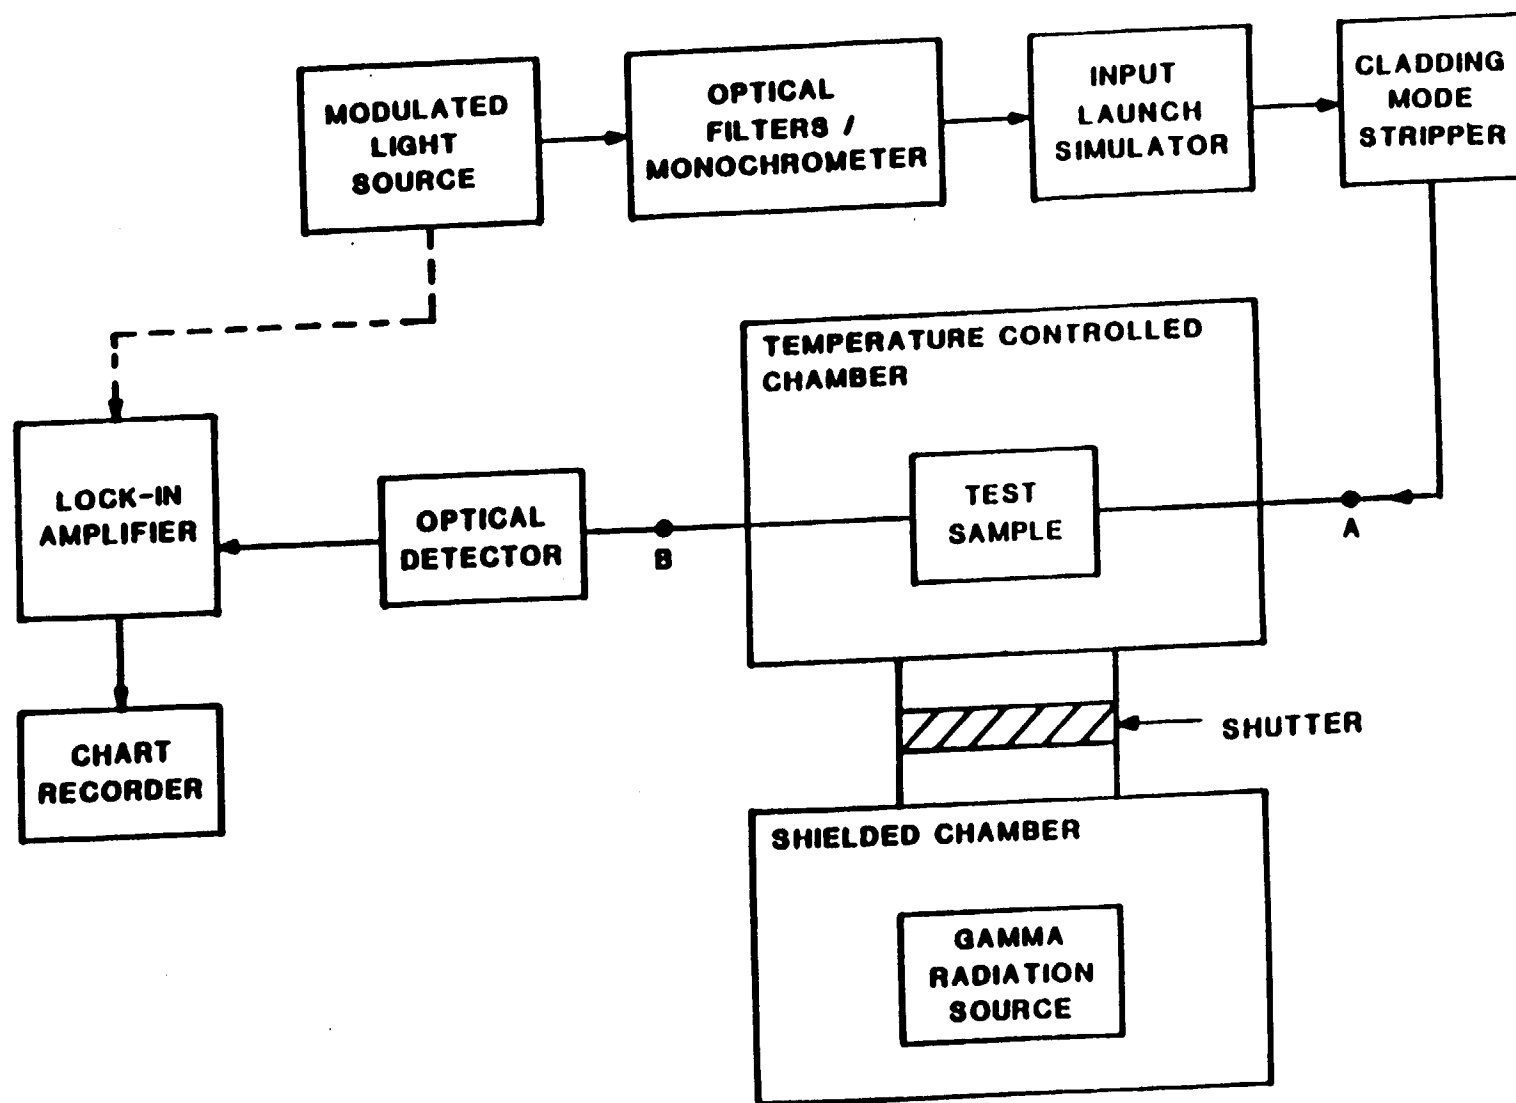 MODULATED
LIGHT
SOURCE
OPTICAL
FILTERS /
MONOCHROMETER
INPUT
LAUNCH
SIMULATOR
CLADDING
MODE
STRIPPER
TEMPERATURE CONTROLLED
CHAMBER
TEST
SAMPLE
A
B
OPTICAL
DETECTOR
LOCK-IN
AMPLIFIER
CHART
RECORDER
SHUTTER
SHIELDED CHAMBER
GAMMA
RADIATION
SOURCE